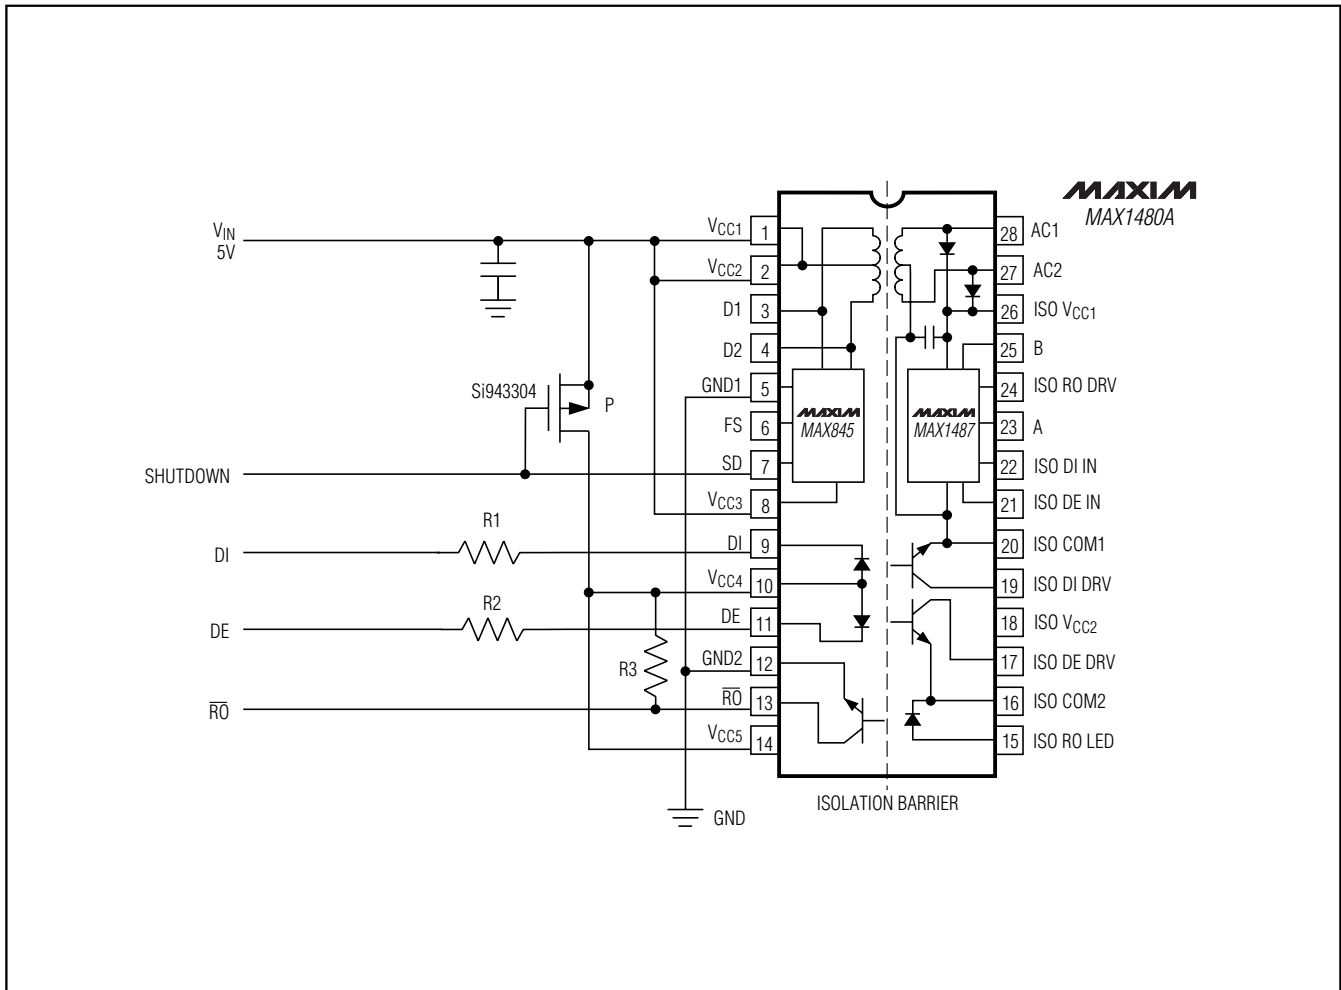 MAXIM
MAX1480A
VIN
5V
SHUTDOWN
DI
DE
RO
Si943304
P
R1
R2
R3
GND
VCC1
VCC2
D1
D2
GND1
FS
SD
VCC3
DI
VCC4
DE
GND2
RO
VCC5
1
2
3
4
5
6
7
8
9
10
11
12
13
14
MAXIM
MAX845
MAXIM
MAX1487
28
27
26
25
24
23
22
21
20
19
18
17
16
15
AC1
AC2
ISO VCC1
B
ISO RO DRV
A
ISO DI IN
ISO DE IN
ISO COM1
ISO DI DRV
ISO VCC2
ISO DE DRV
ISO COM2
ISO RO LED
ISOLATION BARRIER